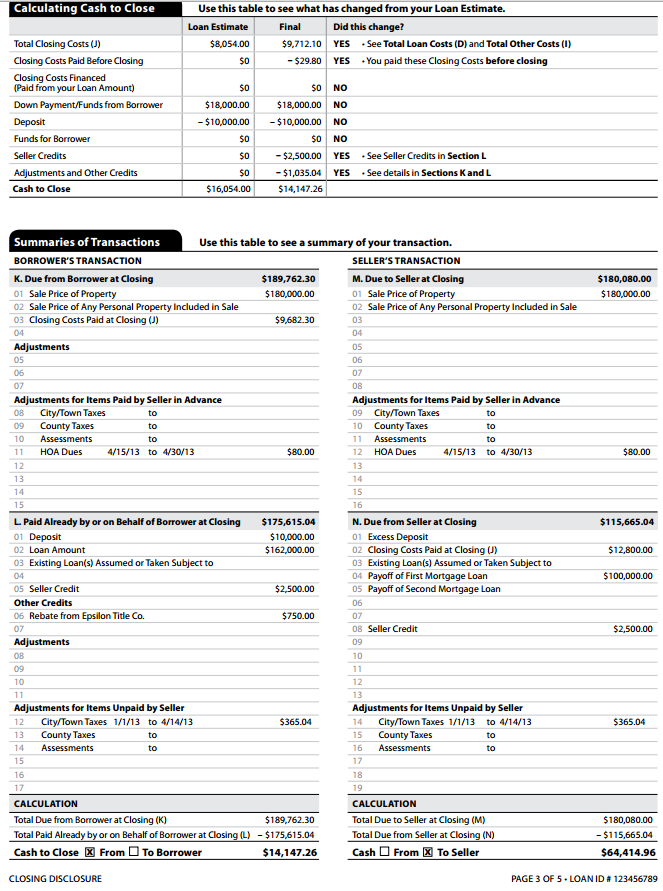 Calculating Cash to Close Use this table to see what has changed from your Loan Estimate.
Loan Estimate Final Did this change?
Total Closing Costs (J) $8,054.00 $9,712.10 YES • See Total Loan Costs (D) and Total Other Costs (I)
Closing Costs Paid Before Closing $0 – $29.80 YES • You paid these Closing Costs before closing
Closing Costs Financed
(Paid from your Loan Amount) $0 $0 NO
Down Payment/Funds from Borrower $18,000.00 $18,000.00 NO
Deposit – $10,000.00 – $10,000.00 NO
Funds for Borrower $0 $0 NO
Seller Credits $0 – $2,500.00 YES • See Seller Credits in Section L
Adjustments and Other Credits $0 – $1,035.04 YES • See details in Sections K and L
Cash to Close $16,054.00 $14,147.26
Summaries of Transactions Use this table to see a summary of your transaction.
BORROWER'S TRANSACTION
K. Due from Borrower at Closing $189,762.30
01 Sale Price of Property $180,000.00
02 Sale Price of Any Personal Property Included in Sale
03 Closing Costs Paid at Closing (J) $9,682.30
04
Adjustments
05
06
07
Adjustments for Items Paid by Seller in Advance
08 City/Town Taxes to
09 County Taxes to
10 Assessments to
11 HOA Dues 4/15/13 to 4/30/13 $80.00
12
13
14
15
L. Paid Already by or on Behalf of Borrower at Closing $175,615.04
01 Deposit $10,000.00
02 Loan Amount $162,000.00
03 Existing Loan(s) Assumed or Taken Subject to
04
05 Seller Credit $2,500.00
Other Credits
06 Rebate from Epsilon Title Co. $750.00
07
Adjustments
08
09
10
11
Adjustments for Items Unpaid by Seller
12 City/Town Taxes 1/1/13 to 4/14/13 $365.04
13 County Taxes to
14 Assessments to
15
16
17
CALCULATION
Total Due from Borrower at Closing (K) $189,762.30
Total Paid Already by or on Behalf of Borrower at Closing (L) – $175,615.04
Cash to Close ☒ From ☐ To Borrower $14,147.26
SELLER'S TRANSACTION
M. Due to Seller at Closing $180,080.00
01 Sale Price of Property $180,000.00
02 Sale Price of Any Personal Property Included in Sale
03
04
05
06
07
08
Adjustments for Items Paid by Seller in Advance
09 City/Town Taxes to
10 County Taxes to
11 Assessments to
12 HOA Dues 4/15/13 to 4/30/13 $80.00
13
14
15
16
N. Due from Seller at Closing $115,665.04
01 Excess Deposit
02 Closing Costs Paid at Closing (J) $12,800.00
03 Existing Loan(s) Assumed or Taken Subject to
04 Payoff of First Mortgage Loan $100,000.00
05 Payoff of Second Mortgage Loan
06
07
08 Seller Credit $2,500.00
09
10
11
12
13
Adjustments for Items Unpaid by Seller
14 City/Town Taxes 1/1/13 to 4/14/13 $365.04
15 County Taxes to
16 Assessments to
17
18
19
CALCULATION
Total Due to Seller at Closing (M) $180,080.00
Total Due from Seller at Closing (N) – $115,665.04
Cash ☐ From ☒ To Seller $64,414.96
CLOSING DISCLOSURE PAGE 3 OF 5 • LOAN ID # 123456789